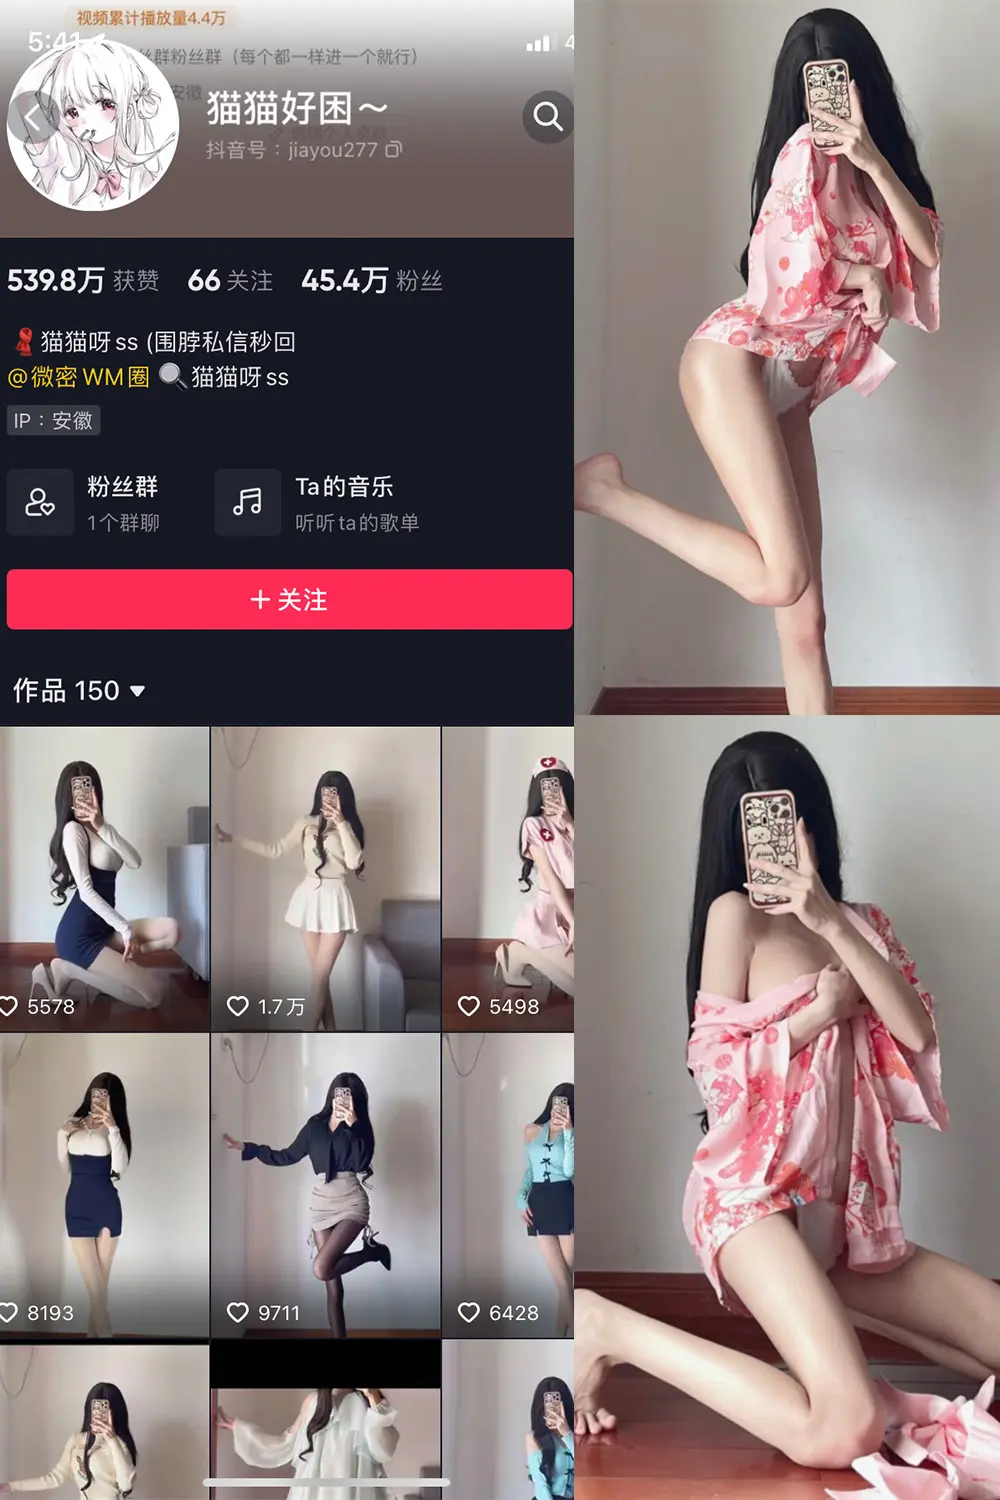 视频累计播放量4.4万
5:41
4
丝群粉丝群（每个都一样进一个就行）
安徽
猫猫好困～
抖音号：jiayou277
539.8万 获赞 66 关注 45.4万 粉丝
猫猫呀ss (围脖私信秒回
@微密WM圈 🔍猫猫呀ss
IP：安徽
粉丝群
1个群聊
Ta的音乐
听听ta的歌单
+ 关注
作品 150
5578
1.7万
5498
8193
9711
6428